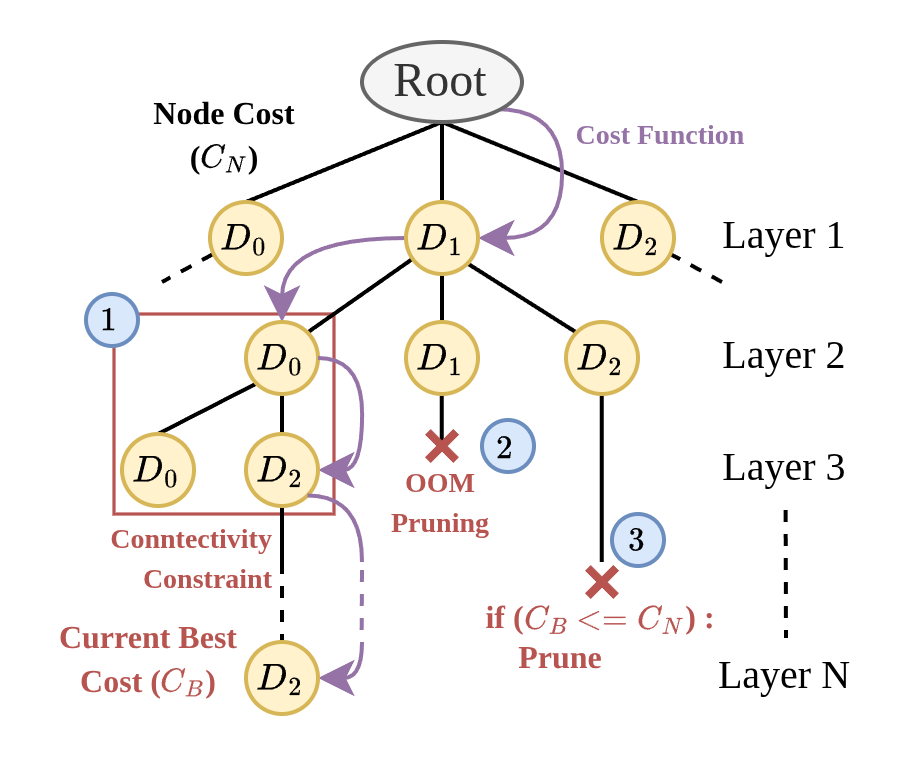 Root
Node Cost
(C_N)
Cost Function
D_0
D_1
D_2
Layer 1
1
D_0
D_1
D_2
Layer 2
2
D_0
D_2
Layer 3
OOM
Pruning
3
Conntectivity
Constraint
if (C_B <= C_N) :
Prune
Current Best
Cost (C_B)
D_2
Layer N